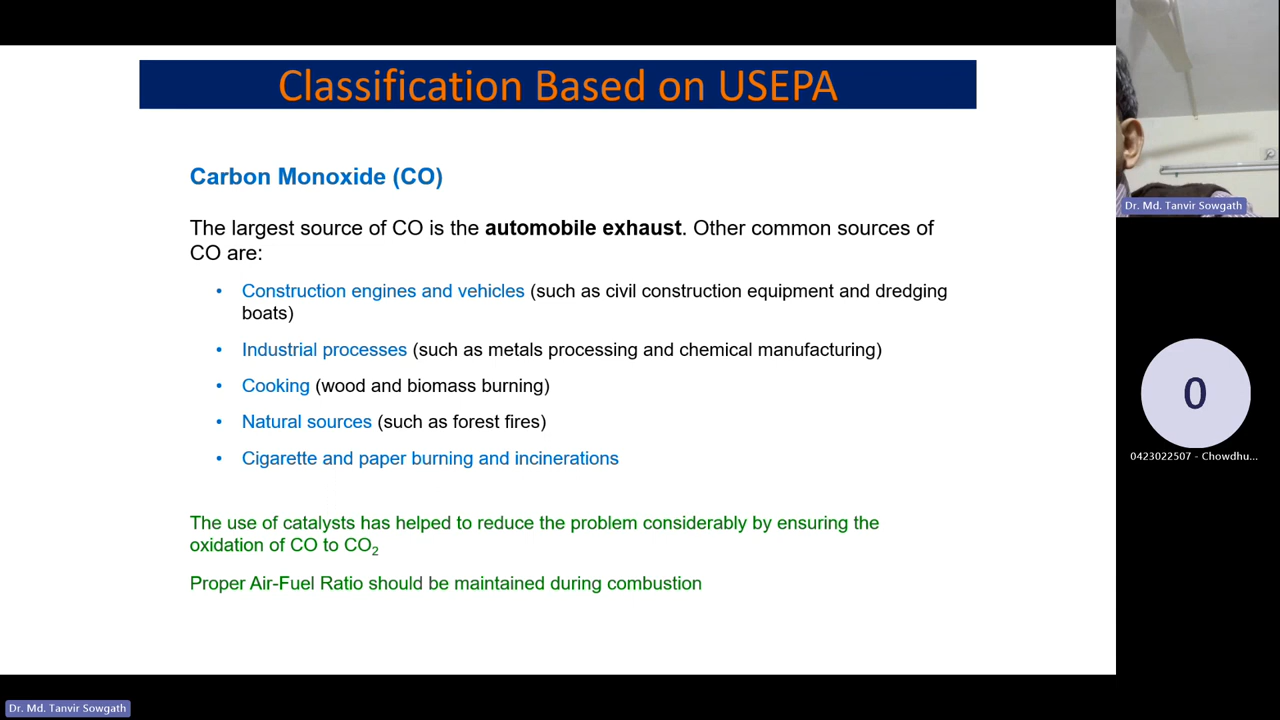 Classification Based on USEPA
Carbon Monoxide (CO)
The largest source of CO is the automobile exhaust. Other common sources of
CO are:
• Construction engines and vehicles (such as civil construction equipment and dredging
boats)
• Industrial processes (such as metals processing and chemical manufacturing)
• Cooking (wood and biomass burning)
• Natural sources (such as forest fires)
• Cigarette and paper burning and incinerations
The use of catalysts has helped to reduce the problem considerably by ensuring the
oxidation of CO to CO₂
Proper Air-Fuel Ratio should be maintained during combustion
Dr. Md. Tanvir Sowgath
0
0423022507 - Chowdhu...
Dr. Md. Tanvir Sowgath